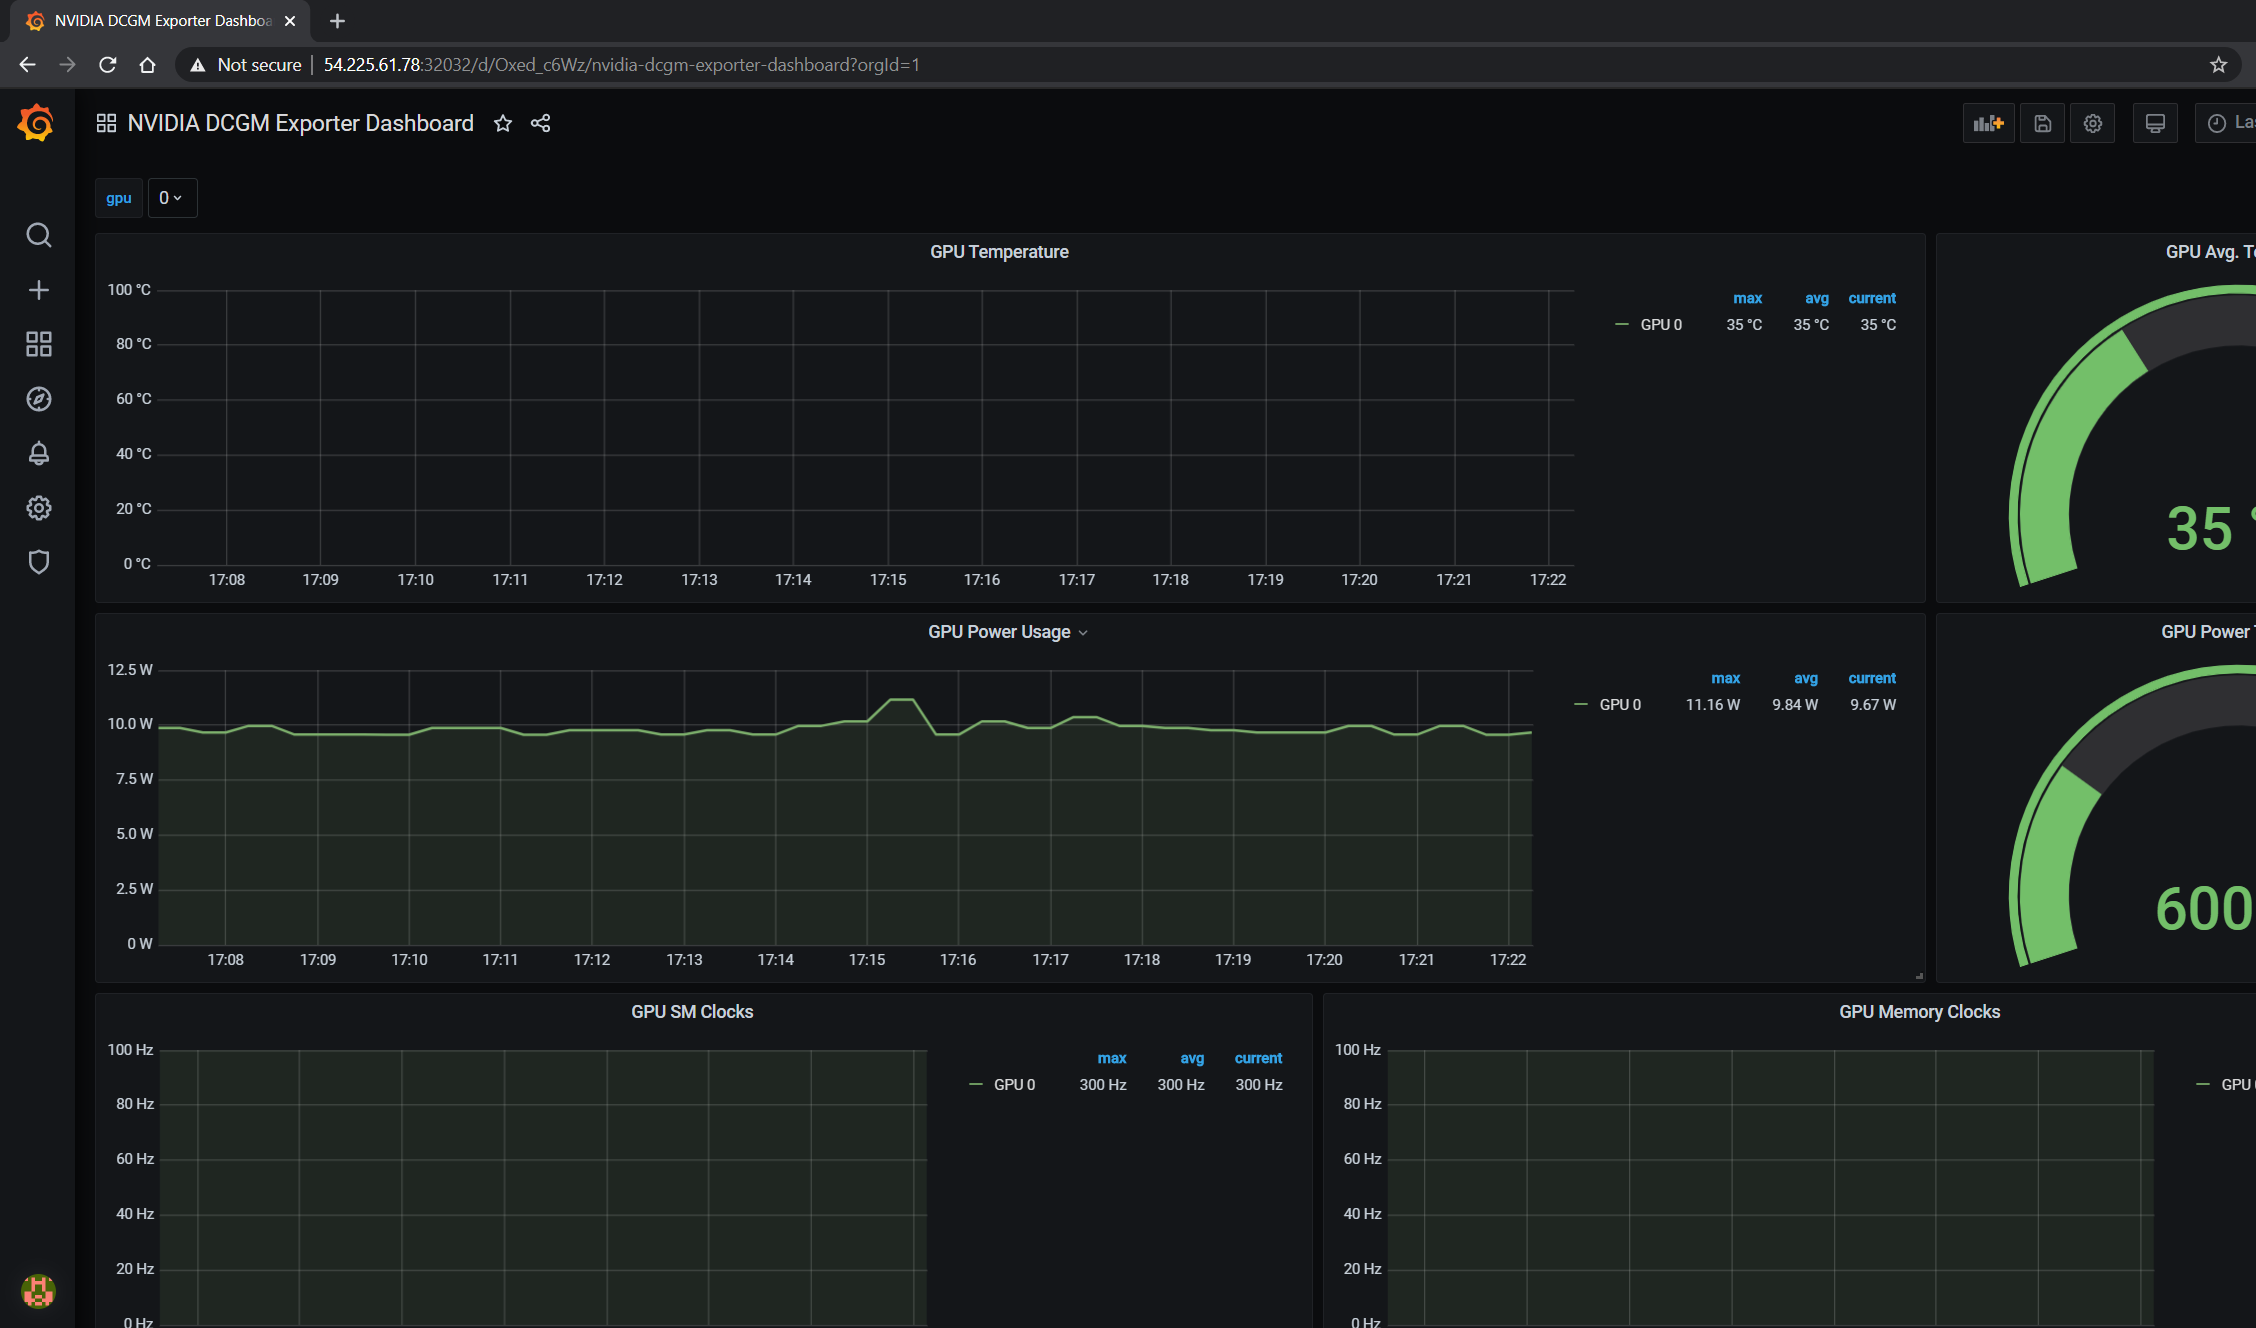 NVIDIA DCGM Exporter Dashboa
Not secure 54.225.61.78:32032/d/Oxed_c6Wz/nvidia-dcgm-exporter-dashboard?orgId=1
NVIDIA DCGM Exporter Dashboard
gpu 0
GPU Temperature
100 °C
80 °C
60 °C
40 °C
20 °C
0 °C
17:08 17:09 17:10 17:11 17:12 17:13 17:14 17:15 17:16 17:17 17:18 17:19 17:20 17:21 17:22
max avg current
GPU 0 35 °C 35 °C 35 °C
GPU Avg.
35
GPU Power Usage
12.5 W
10.0 W
7.5 W
5.0 W
2.5 W
0 W
17:08 17:09 17:10 17:11 17:12 17:13 17:14 17:15 17:16 17:17 17:18 17:19 17:20 17:21 17:22
max avg current
GPU 0 11.16 W 9.84 W 9.67 W
GPU Power
600
GPU SM Clocks
100 Hz
80 Hz
60 Hz
40 Hz
20 Hz
0 Hz
max avg current
GPU 0 300 Hz 300 Hz 300 Hz
GPU Memory Clocks
100 Hz
80 Hz
60 Hz
40 Hz
20 Hz
0 Hz
GPU